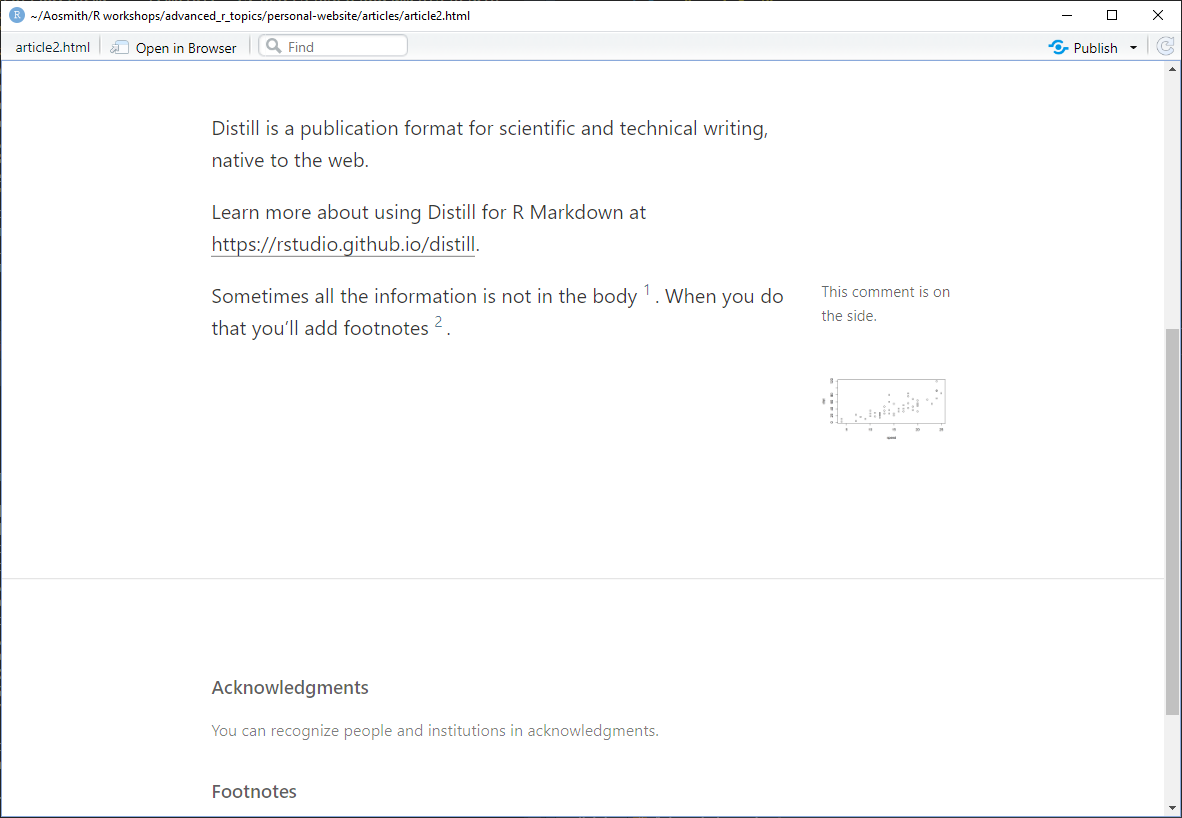 R ~/Aosmith/R workshops/advanced_r_topics/personal-website/articles/article2.html
article2.html Open in Browser Find Publish
Distill is a publication format for scientific and technical writing,
native to the web.
Learn more about using Distill for R Markdown at
https://rstudio.github.io/distill.
Sometimes all the information is not in the body 1 . When you do
that you’ll add footnotes 2 .
This comment is on
the side.
Acknowledgments
You can recognize people and institutions in acknowledgments.
Footnotes